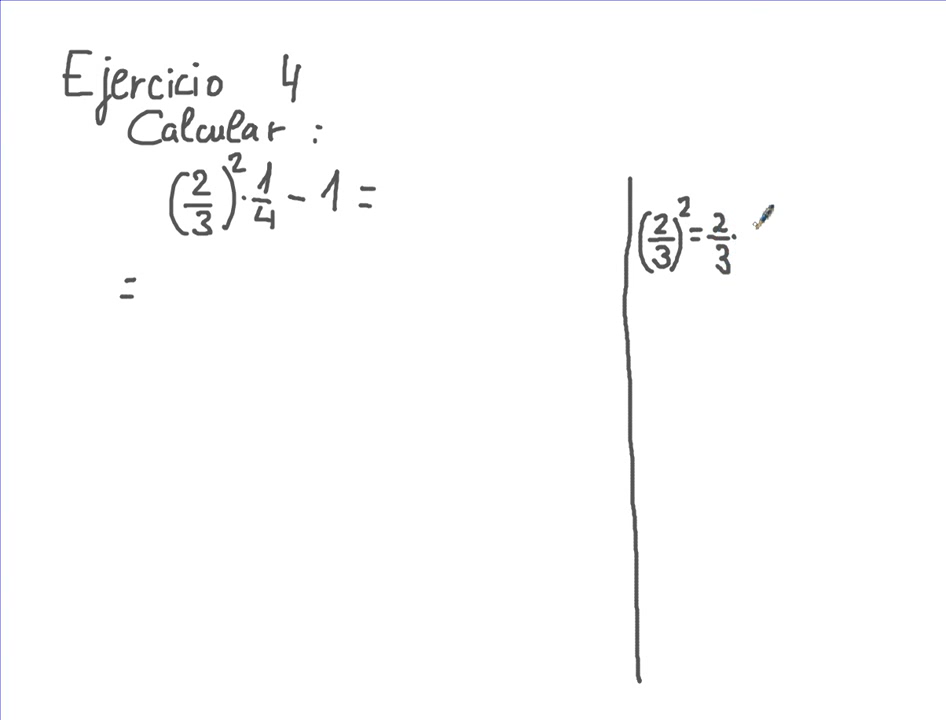 Ejercicio 4
Calcular :
(2/3)² · 1/4 - 1 =
=
(2/3)² = 2/3 ·